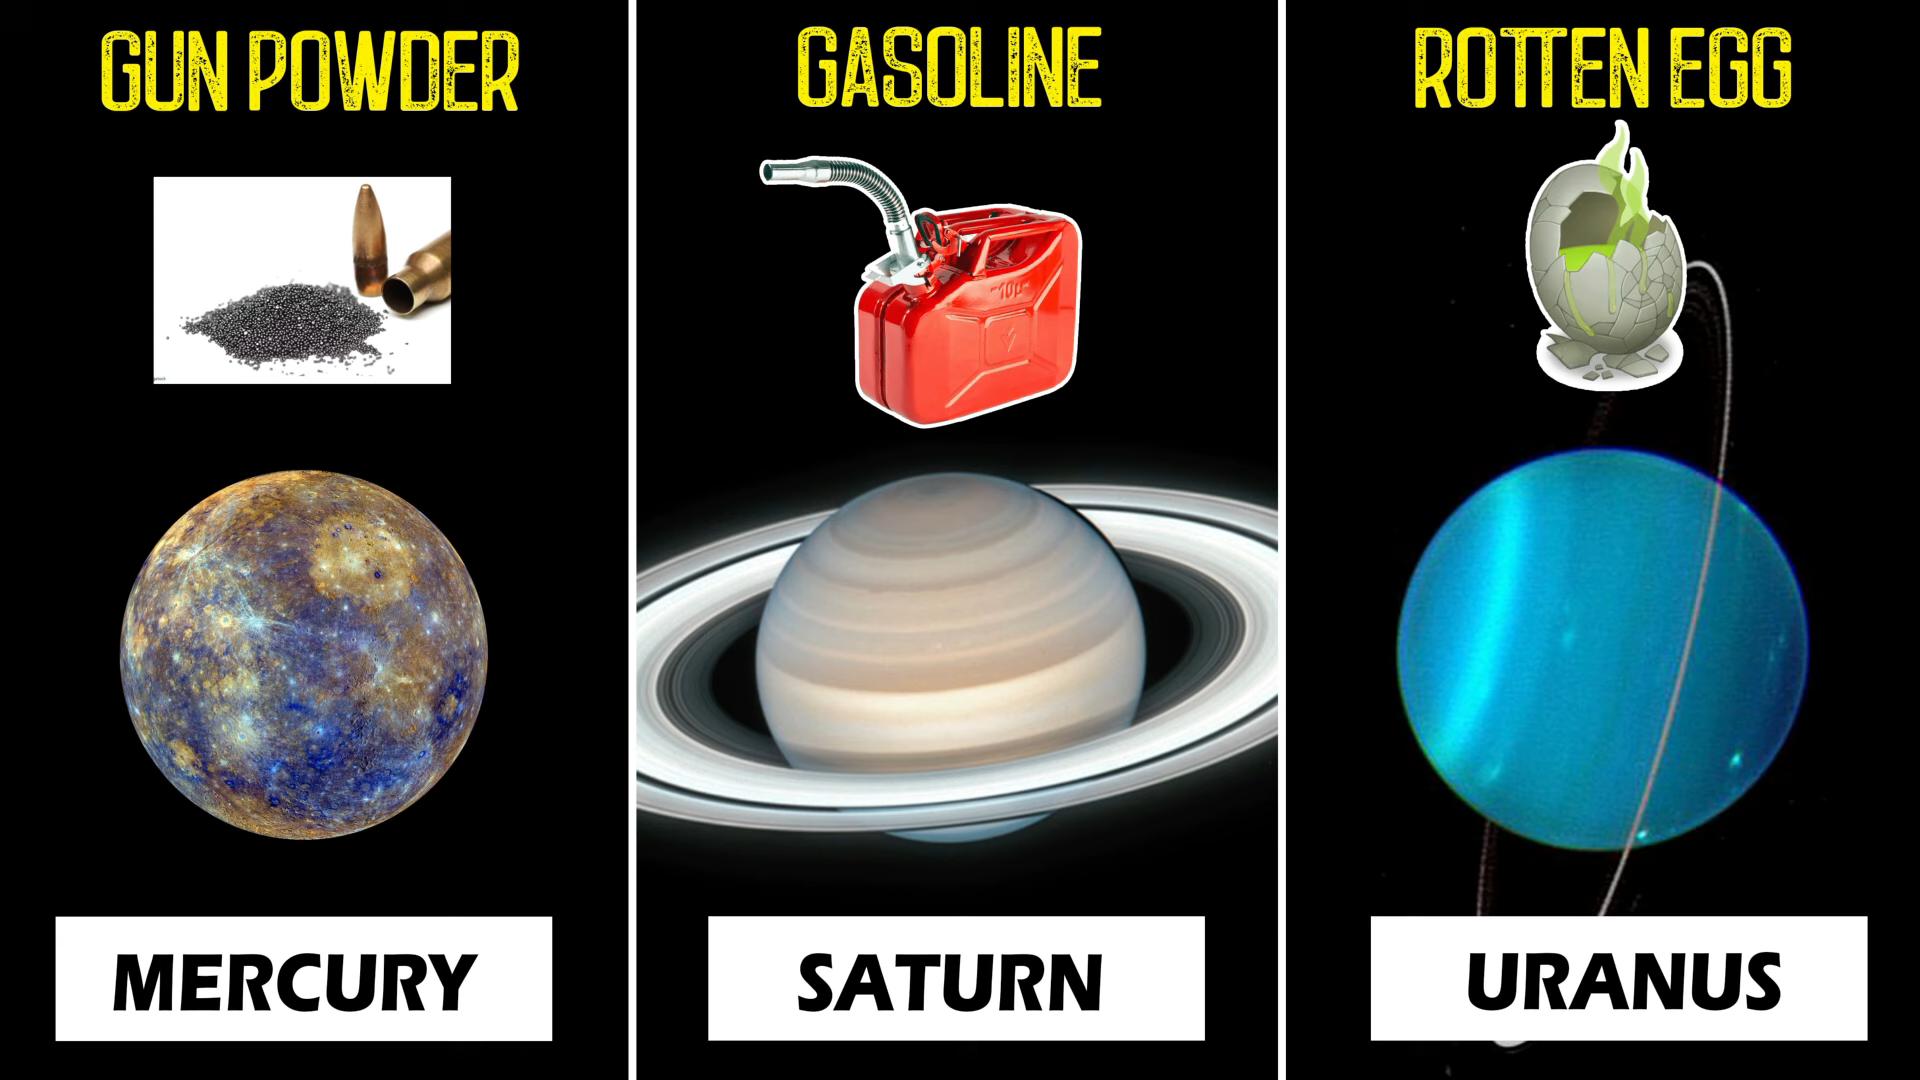 GUN POWDER
GASOLINE
ROTTEN EGG
MERCURY
SATURN
URANUS